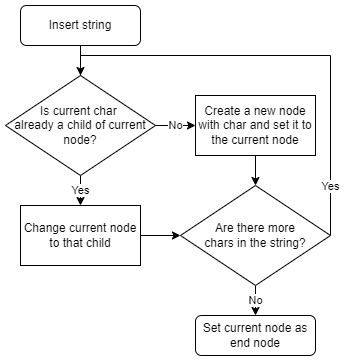 Insert string
Is current char
already a child of current
node?
No
Create a new node
with char and set it to
the current node
Yes
Yes
Change current node
to that child
Are there more
chars in the string?
No
Set current node as
end node